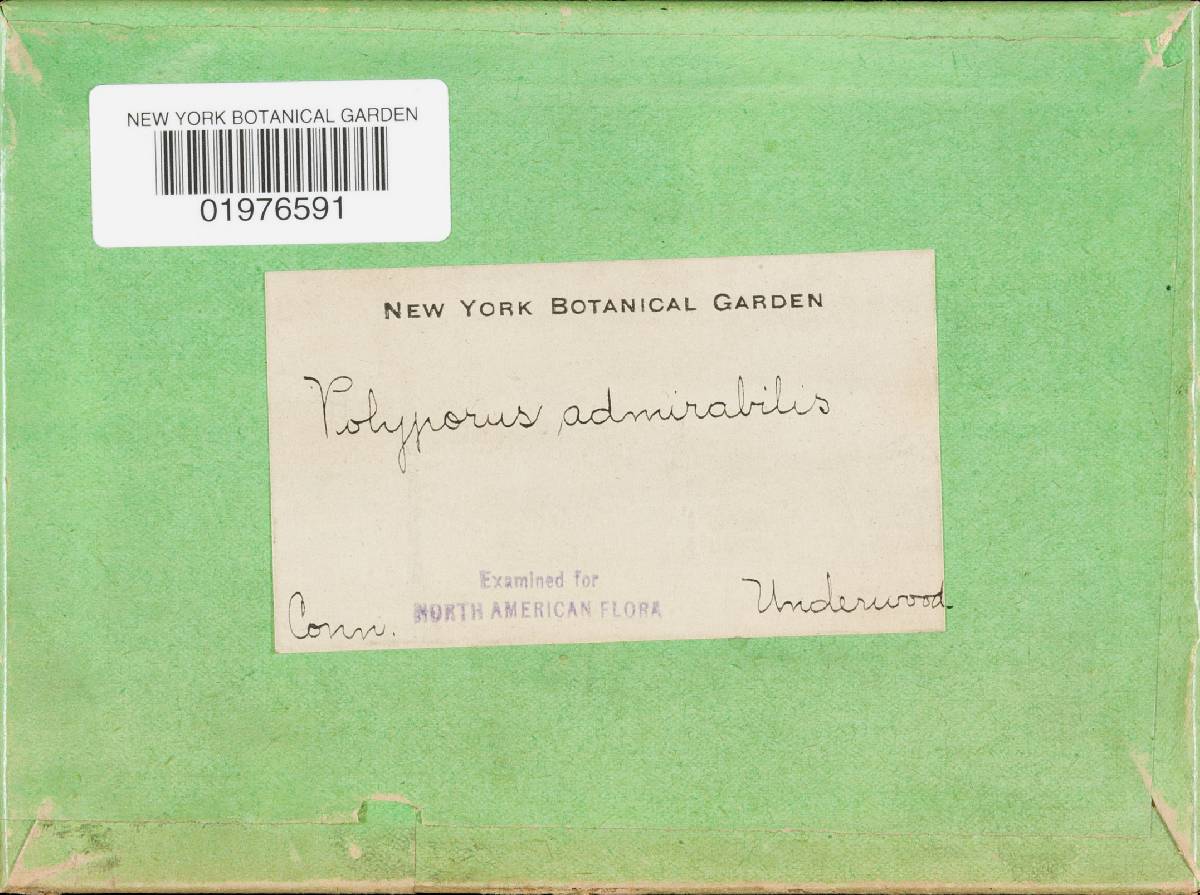 NEW YORK BOTANICAL GARDEN
01976591
NEW YORK BOTANICAL GARDEN
Polyporus admirabilis
Examined for
NORTH AMERICAN FLORA
Conn.
Underwood.